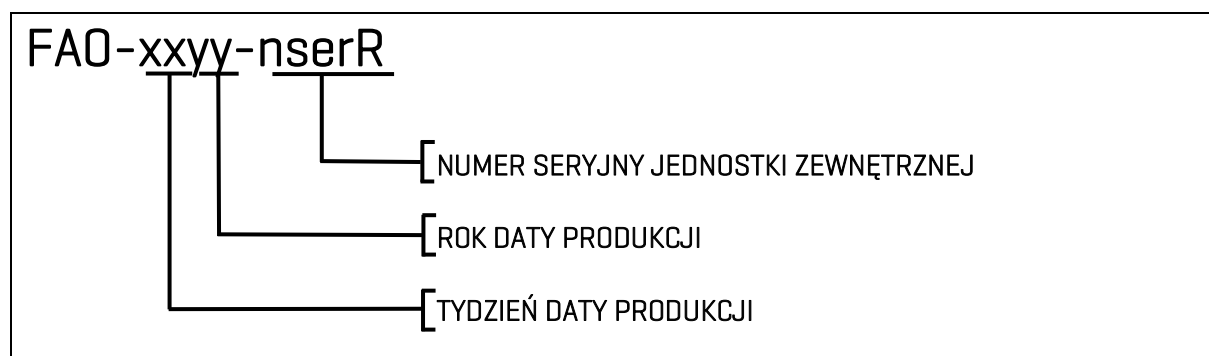 FAO-xxyy-nserR
NUMER SERYJNY JEDNOSTKI ZEWNĘTRZNEJ
ROK DATY PRODUKCJI
TYDZIEŃ DATY PRODUKCJI